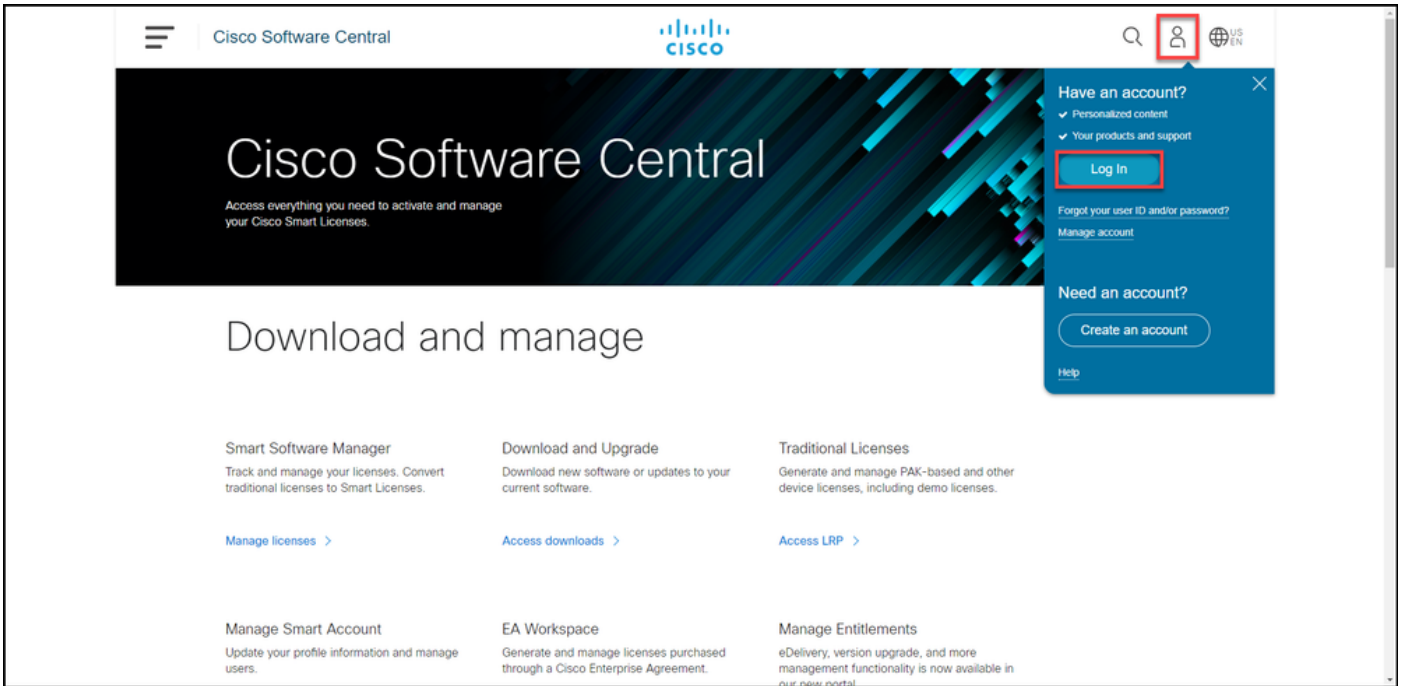 Cisco Software Central
CISCO
US
EN
Have an account?
Personalized content
Your products and support
Log In
Forgot your user ID and/or password?
Manage account
Need an account?
Create an account
Help
Cisco Software Central
Access everything you need to activate and manage
your Cisco Smart Licenses.
Download and manage
Smart Software Manager
Track and manage your licenses. Convert
traditional licenses to Smart Licenses.
Manage licenses
Download and Upgrade
Download new software or updates to your
current software.
Access downloads
Traditional Licenses
Generate and manage PAK-based and other
device licenses, including demo licenses.
Access LRP
Manage Smart Account
Update your profile information and manage
users.
EA Workspace
Generate and manage licenses purchased
through a Cisco Enterprise Agreement.
Manage Entitlements
eDelivery, version upgrade, and more
management functionality is now available in
our new portal